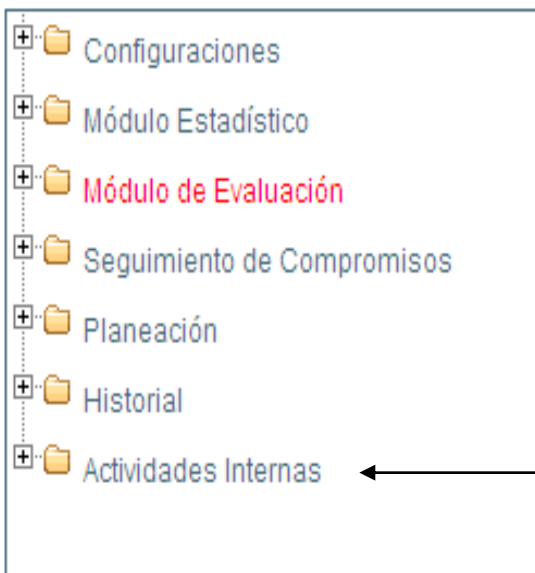 Configuraciones
Módulo Estadístico
Módulo de Evaluación
Seguimiento de Compromisos
Planeación
Historial
Actividades Internas